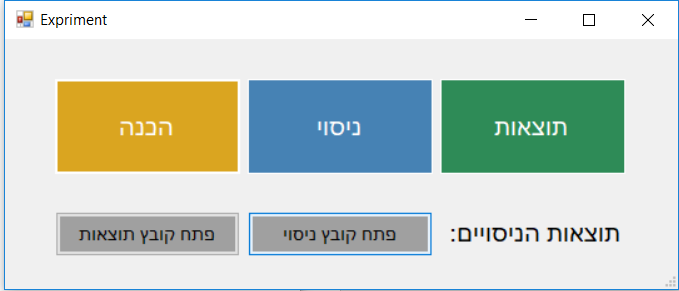 Expriment
תוצאות
ניסוי
הכנה
תוצאות הניסויים:
פתח קובץ ניסוי
פתח קובץ תוצאות